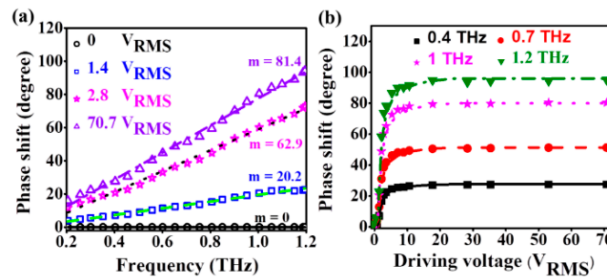 (a)
120
100
80
60
40
20
0
Phase shift (degree)
0 V_RMS
1.4 V_RMS
2.8 V_RMS
70.7 V_RMS
m = 81.4
m = 62.9
m = 20.2
m = 0
0.2 0.4 0.6 0.8 1.0 1.2
Frequency (THz)
(b)
120
100
80
60
40
20
0
Phase shift (degree)
0.4 THz 0.7 THz
1 THz 1.2 THz
0 10 20 30 40 50 60 70
Driving voltage (V_RMS)